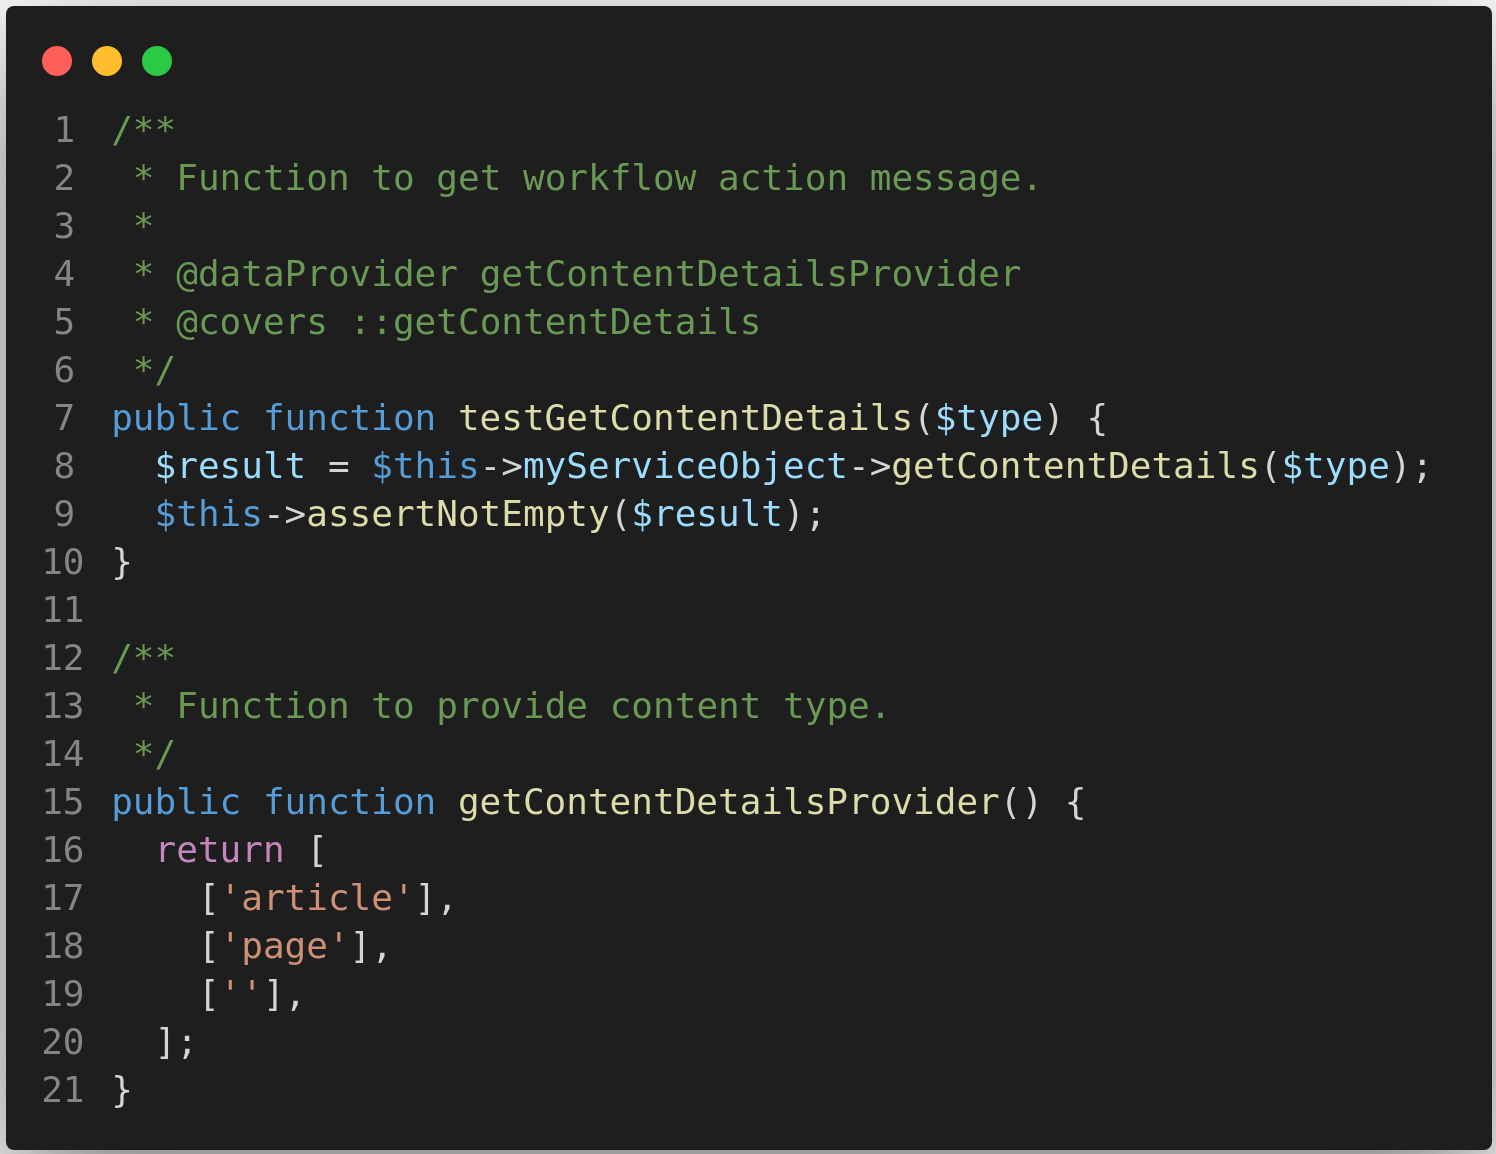 1 /**
2  * Function to get workflow action message.
3  *
4  * @dataProvider getContentDetailsProvider
5  * @covers ::getContentDetails
6  */
7 public function testGetContentDetails($type) {
8   $result = $this->myServiceObject->getContentDetails($type);
9   $this->assertNotEmpty($result);
10 }
11
12 /**
13  * Function to provide content type.
14  */
15 public function getContentDetailsProvider() {
16   return [
17     ['article'],
18     ['page'],
19     [''],
20   ];
21 }